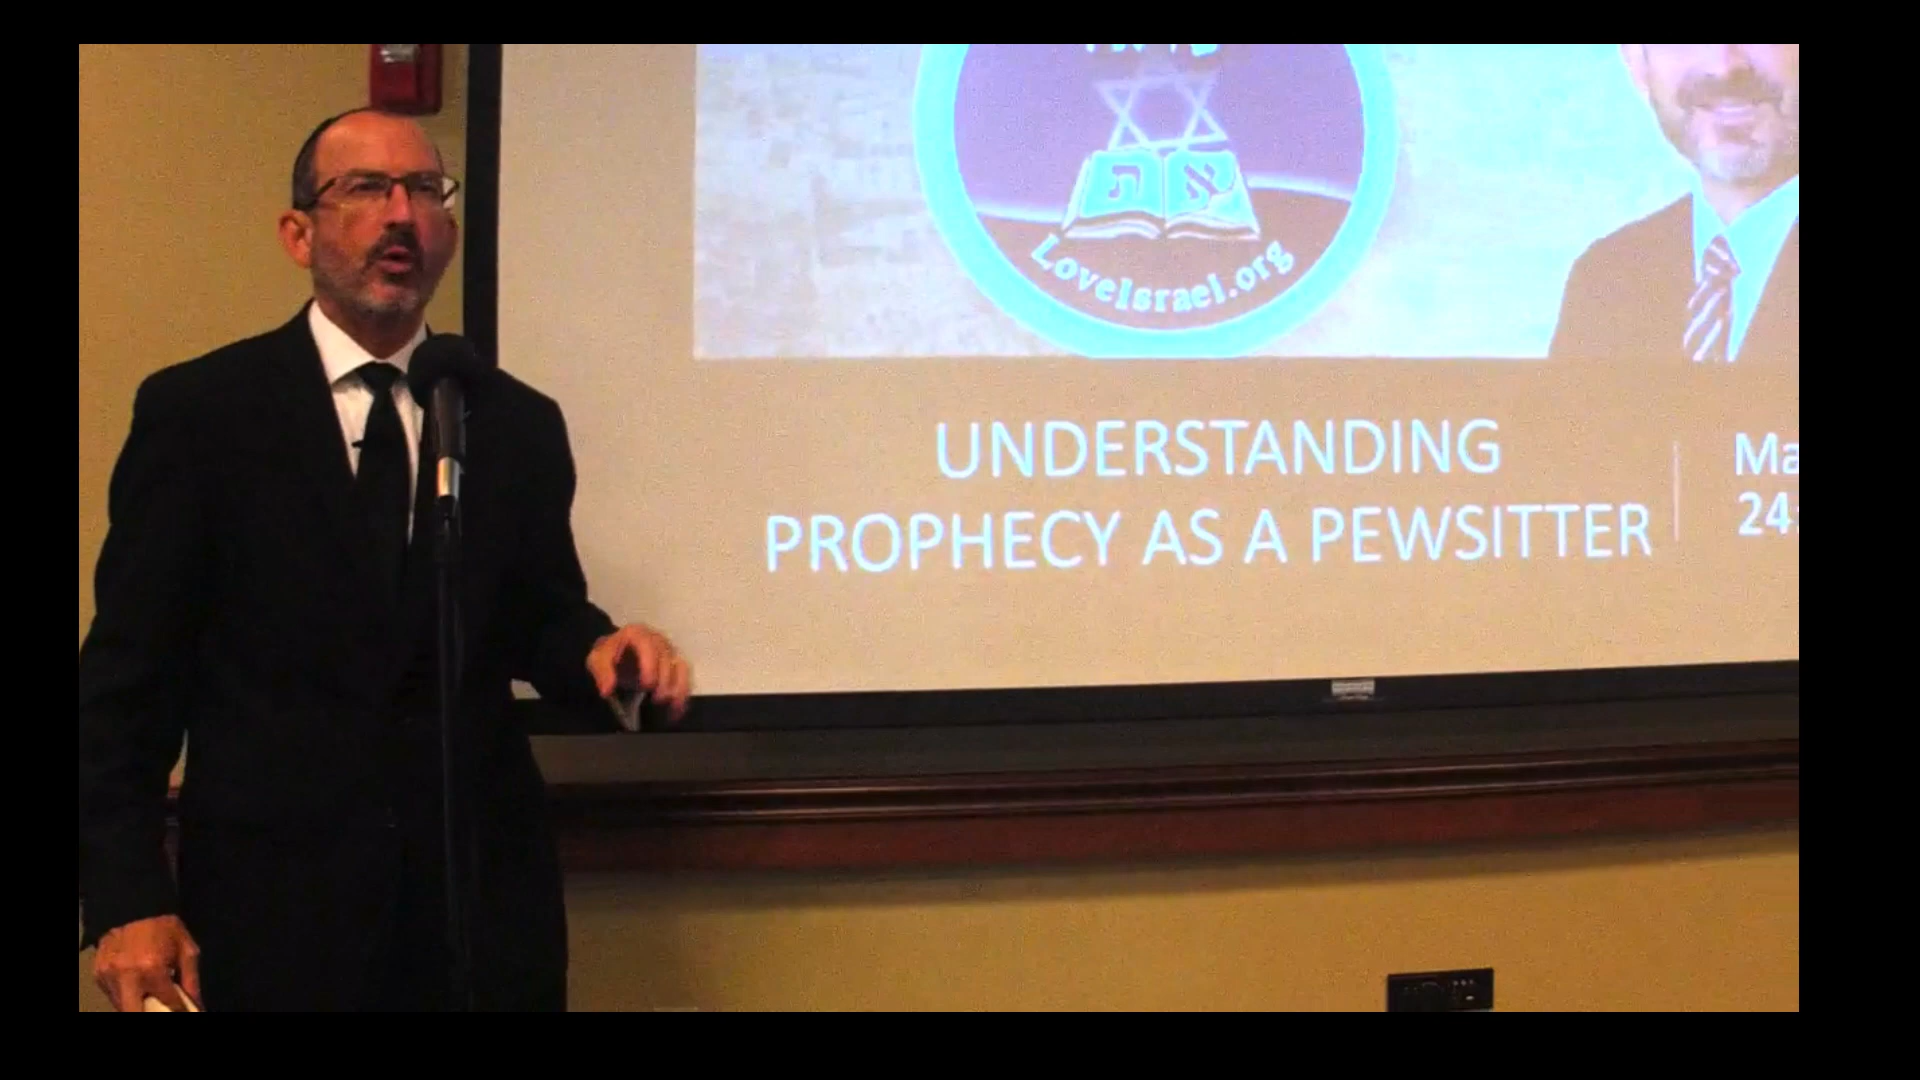 ת א
LoveIsrael.org
UNDERSTANDING
PROPHECY AS A PEWSITTER
Ma
24: